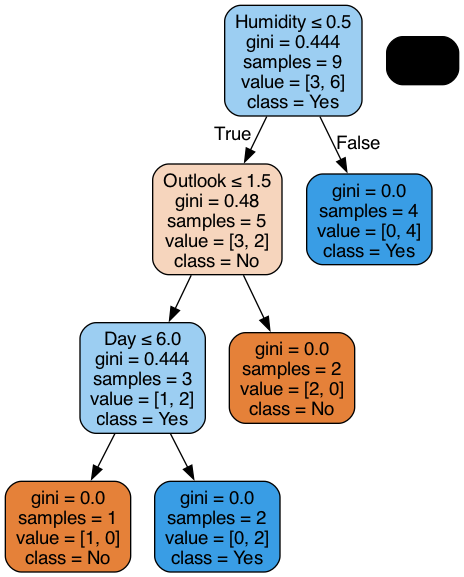 Humidity ≤ 0.5
gini = 0.444
samples = 9
value = [3, 6]
class = Yes
True
False
Outlook ≤ 1.5
gini = 0.48
samples = 5
value = [3, 2]
class = No
gini = 0.0
samples = 4
value = [0, 4]
class = Yes
Day ≤ 6.0
gini = 0.444
samples = 3
value = [1, 2]
class = Yes
gini = 0.0
samples = 2
value = [2, 0]
class = No
gini = 0.0
samples = 1
value = [1, 0]
class = No
gini = 0.0
samples = 2
value = [0, 2]
class = Yes